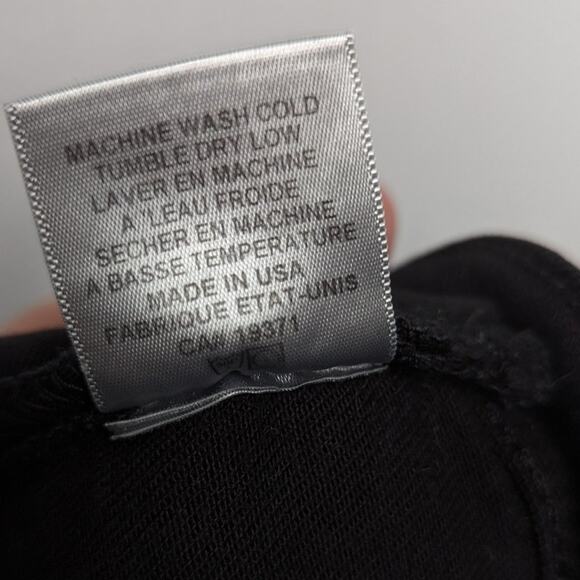 MACHINE WASH COLD
TUMBLE DRY LOW
LAVER EN MACHINE
A 'LEAU FROIDE
SECHER EN MACHINE
A BASSE TEMPERATURE
MADE IN USA
FABRIQUE ETAT-UNIS
CA# 19371